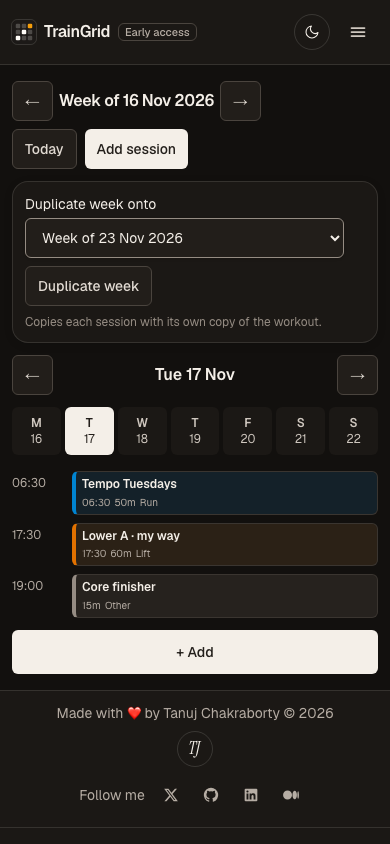 TrainGrid Early access
← Week of 16 Nov 2026 →
Today Add session
Duplicate week onto
Week of 23 Nov 2026
Duplicate week
Copies each session with its own copy of the workout.
← Tue 17 Nov →
M T W T F S S
16 17 18 19 20 21 22
06:30 Tempo Tuesdays
06:30 50m Run
17:30 Lower A · my way
17:30 60m Lift
19:00 Core finisher
15m Other
+ Add
Made with ❤️ by Tanuj Chakraborty © 2026
TJ
Follow me